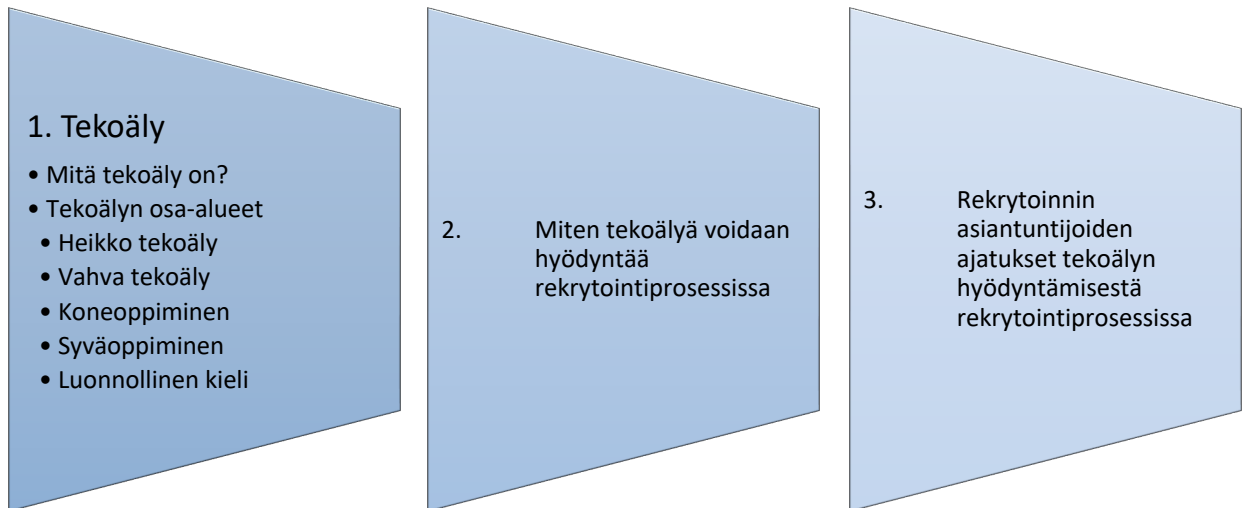 1. Tekoäly
• Mitä tekoäly on?
• Tekoälyn osa-alueet
• Heikko tekoäly
• Vahva tekoäly
• Koneoppiminen
• Syväoppiminen
• Luonnollinen kieli
2. Miten tekoälyä voidaan
hyödyntää
rekrytointiprosessissa
3. Rekrytoinnin
asiantuntijoiden
ajatukset tekoälyn
hyödyntämisestä
rekrytointiprosessissa